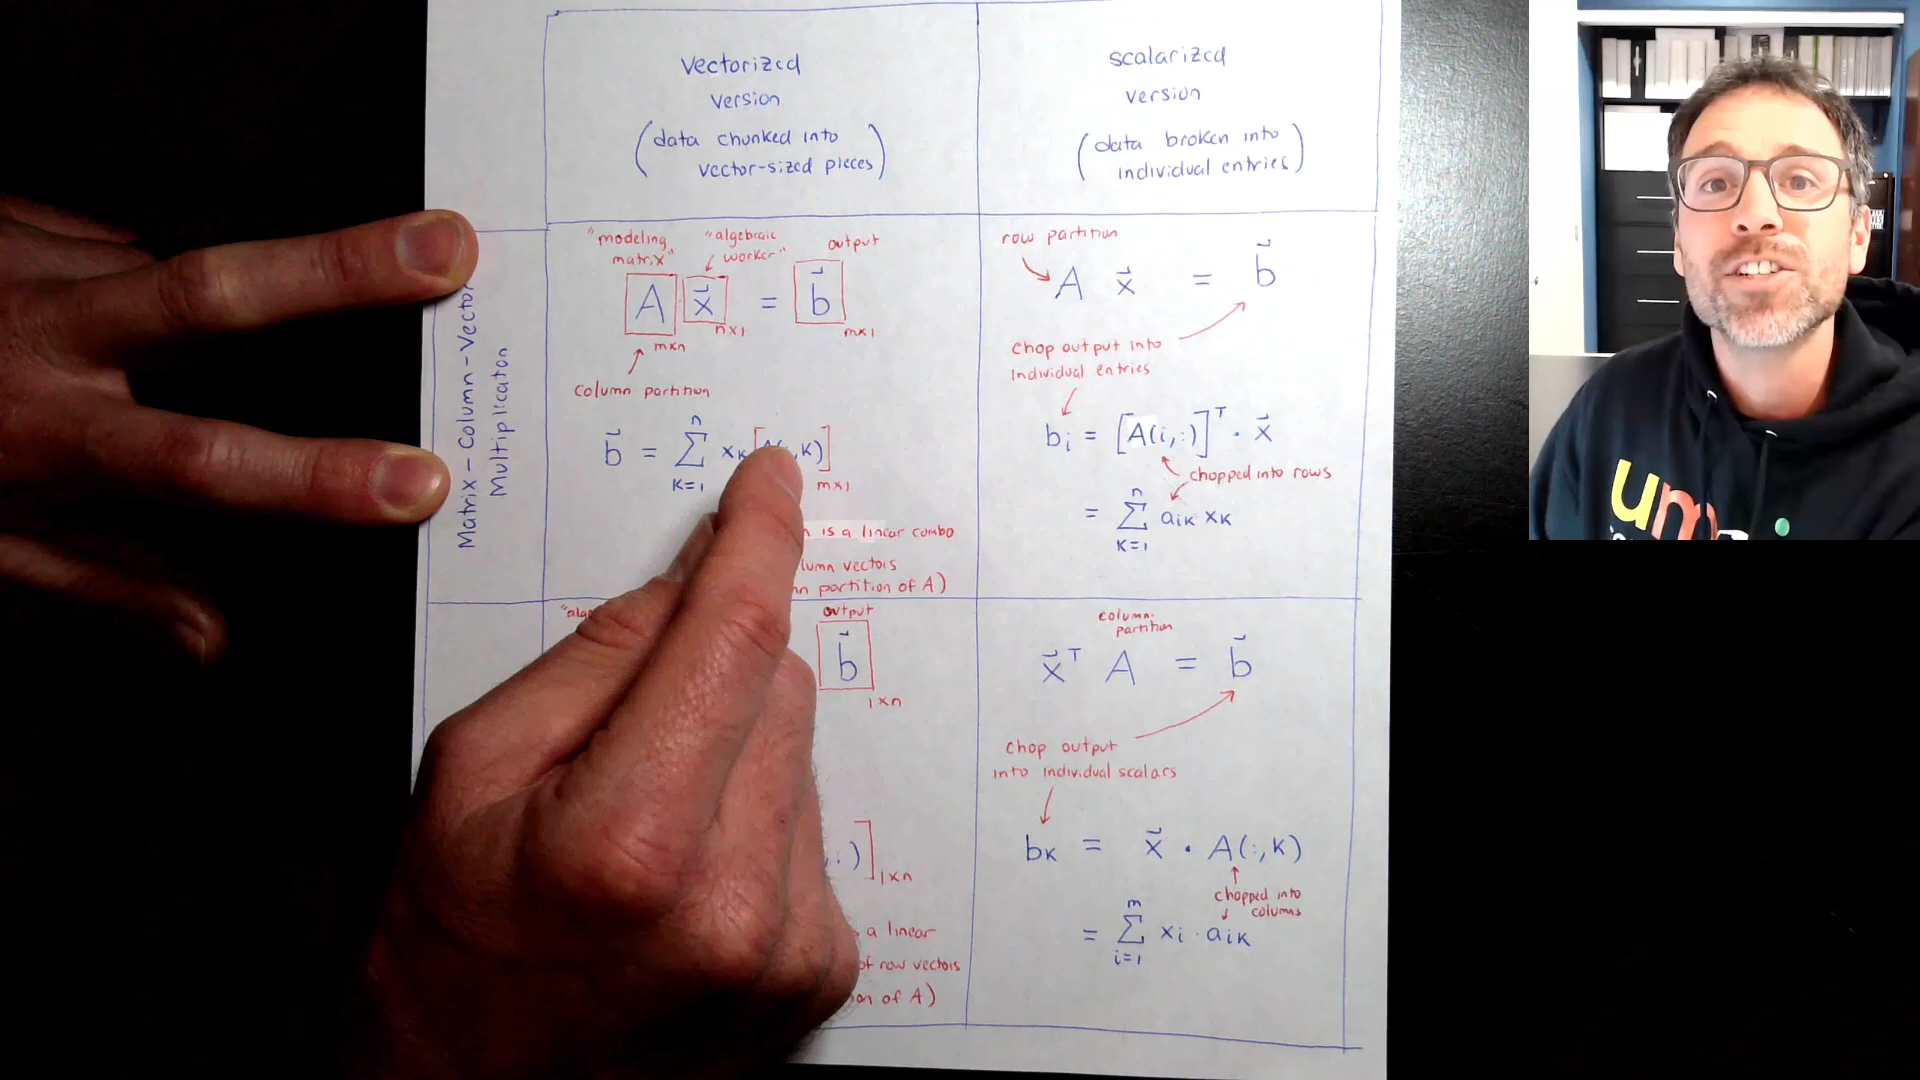 Vectorized
version
(data chunked into
vector-sized pieces)
scalarized
version
(data broken into
individual entries)
Matrix-Column-Vector
Multiplicaton
"modeling
matrix"
"algebraic
worker"
output
A x⃗ = b⃗
m×n
n×1
m×1
column partition
b⃗ = Σ x_K [A( ,K)]
n
K=1
m×1
is a linear combo
vectors
partition of A)
row partition
A x⃗ = b⃗
chop output into
individual entries
b_i = [A(i,:)]^T · x⃗
chopped into rows
= Σ a_iK x_K
n
K=1
output
b⃗
1×n
:)]
1×n
a linear
of row vectors
of A)
column
partition
x⃗^T A = b⃗
chop output
into individual scalars
b_K = x⃗ · A(:,K)
chopped into
columns
= Σ x_i · a_iK
m
i=1
um